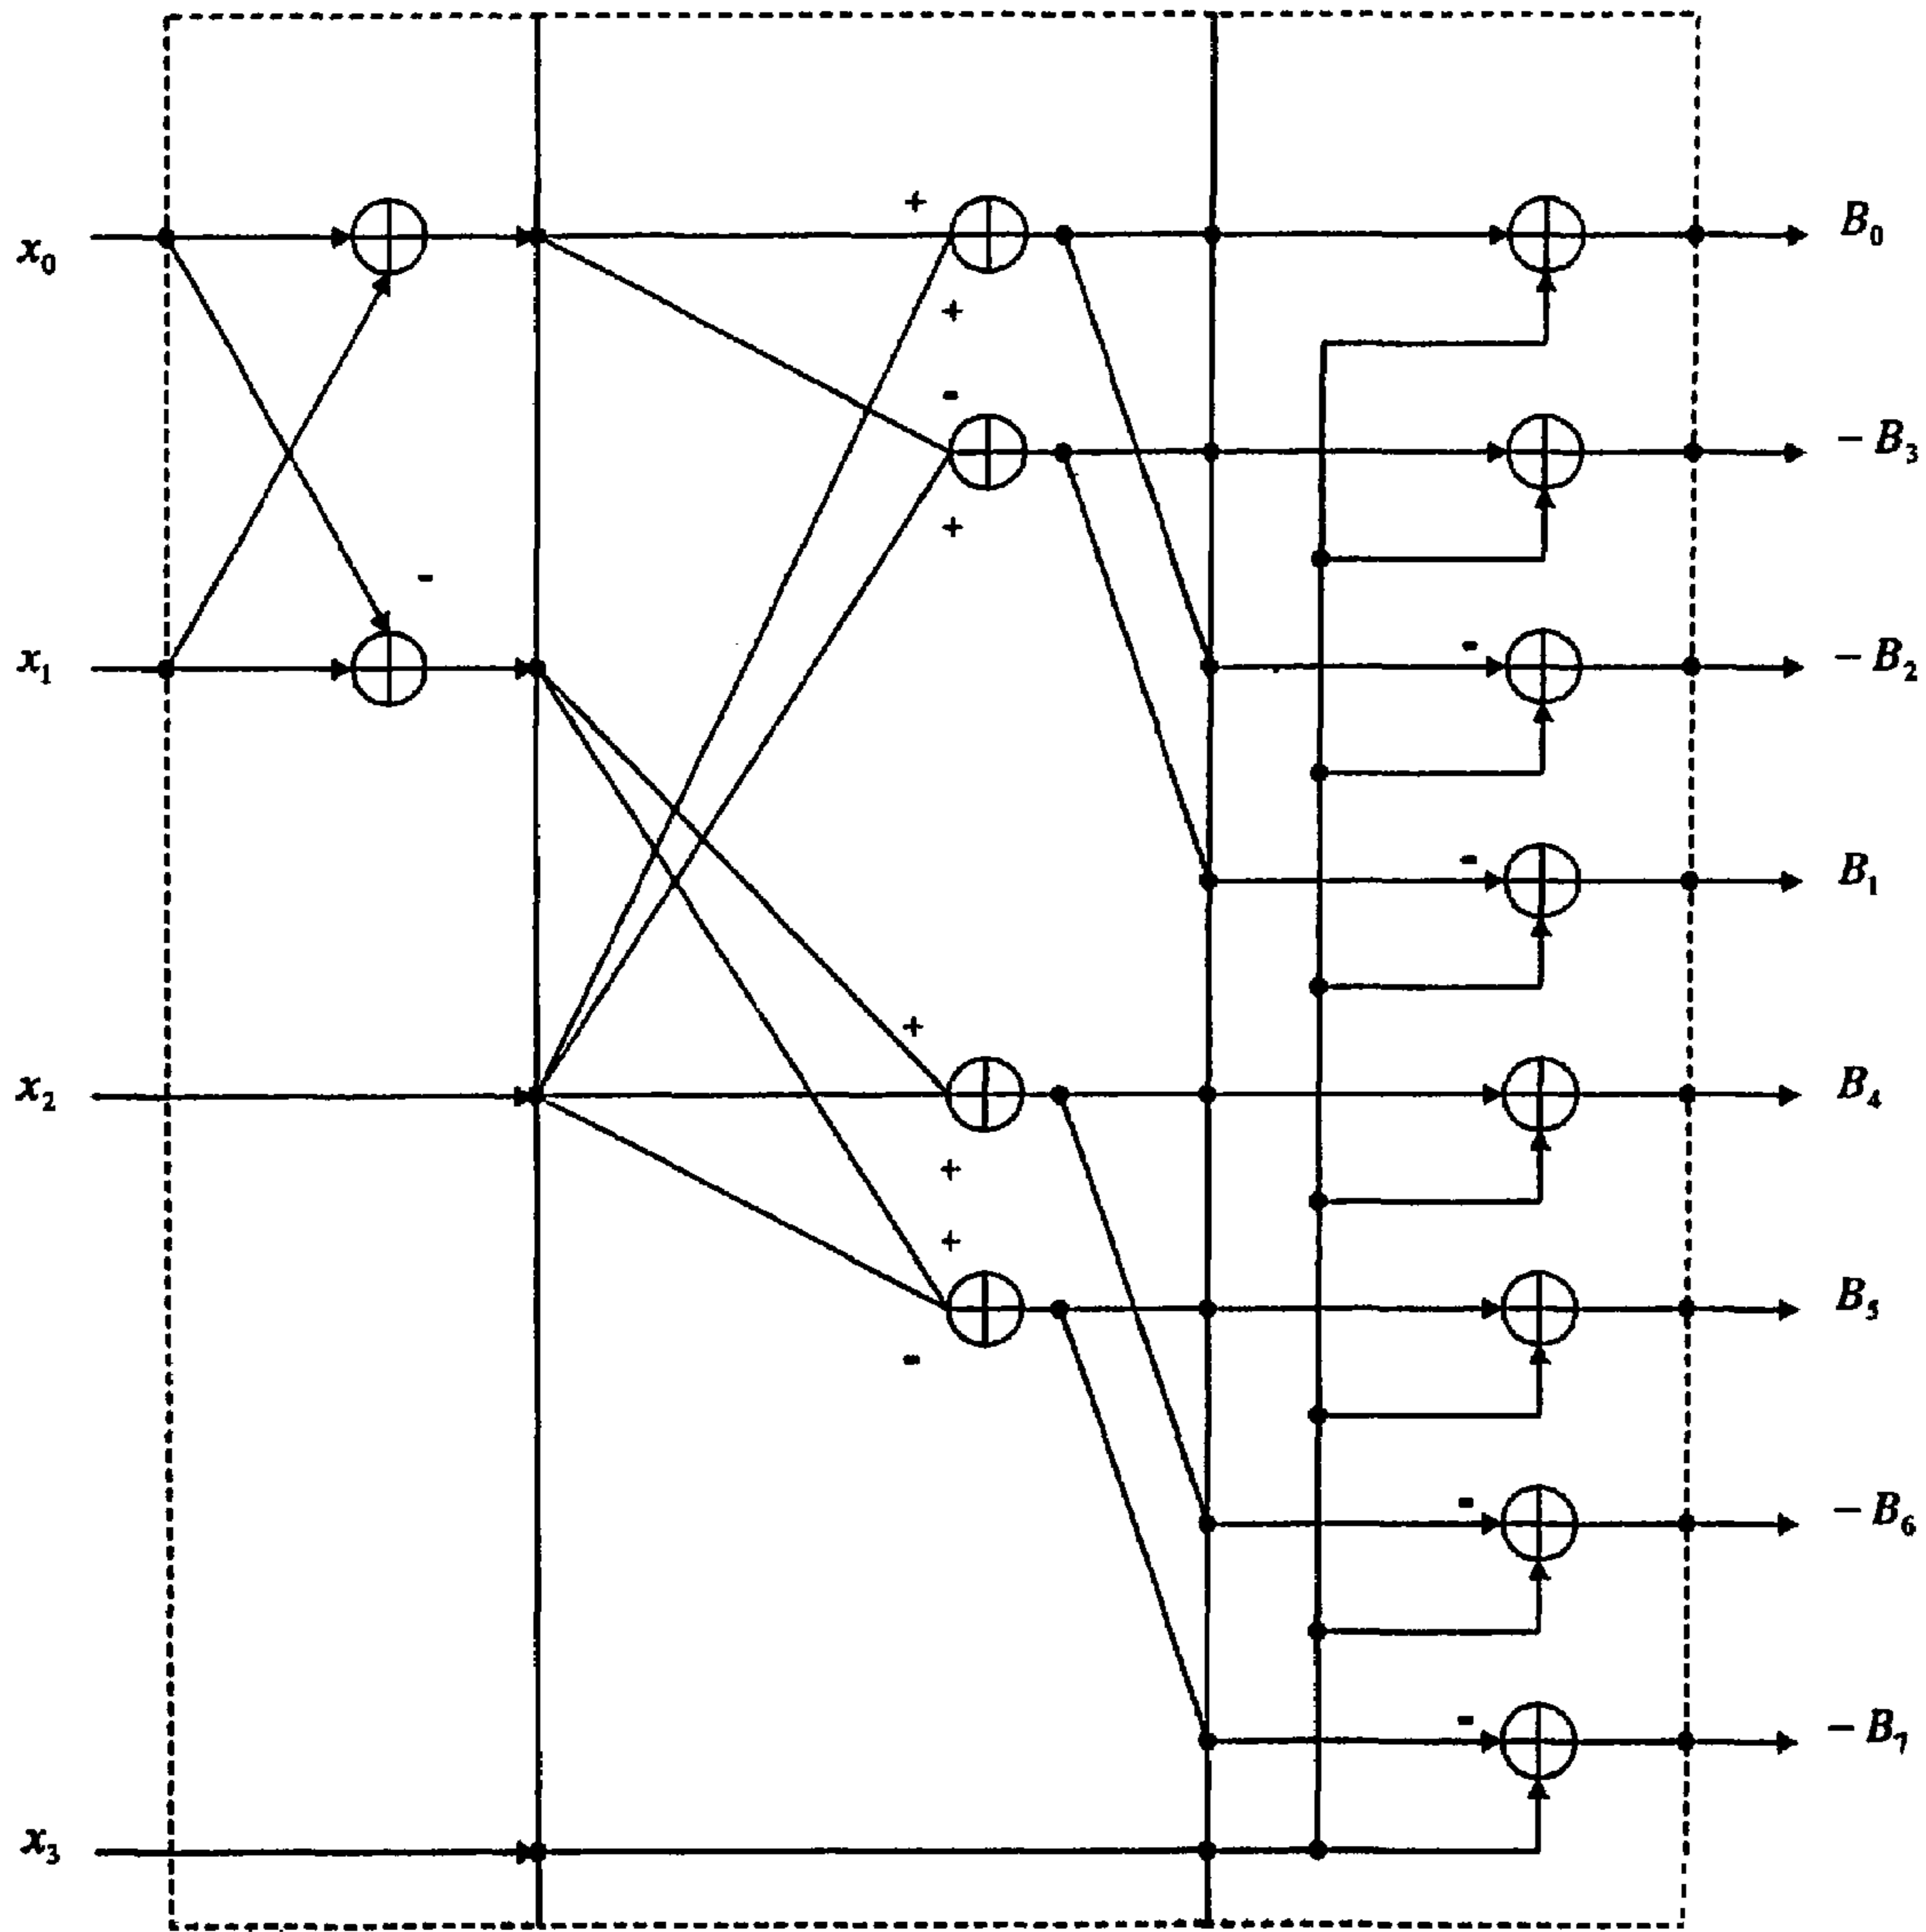 +
x₀
B₀
+
-
− B₃
+
-
-
x₁
− B₂
-
B₁
+
x₂
B₄
+
+
B₅
-
-
− B₆
-
− B₇
x₃